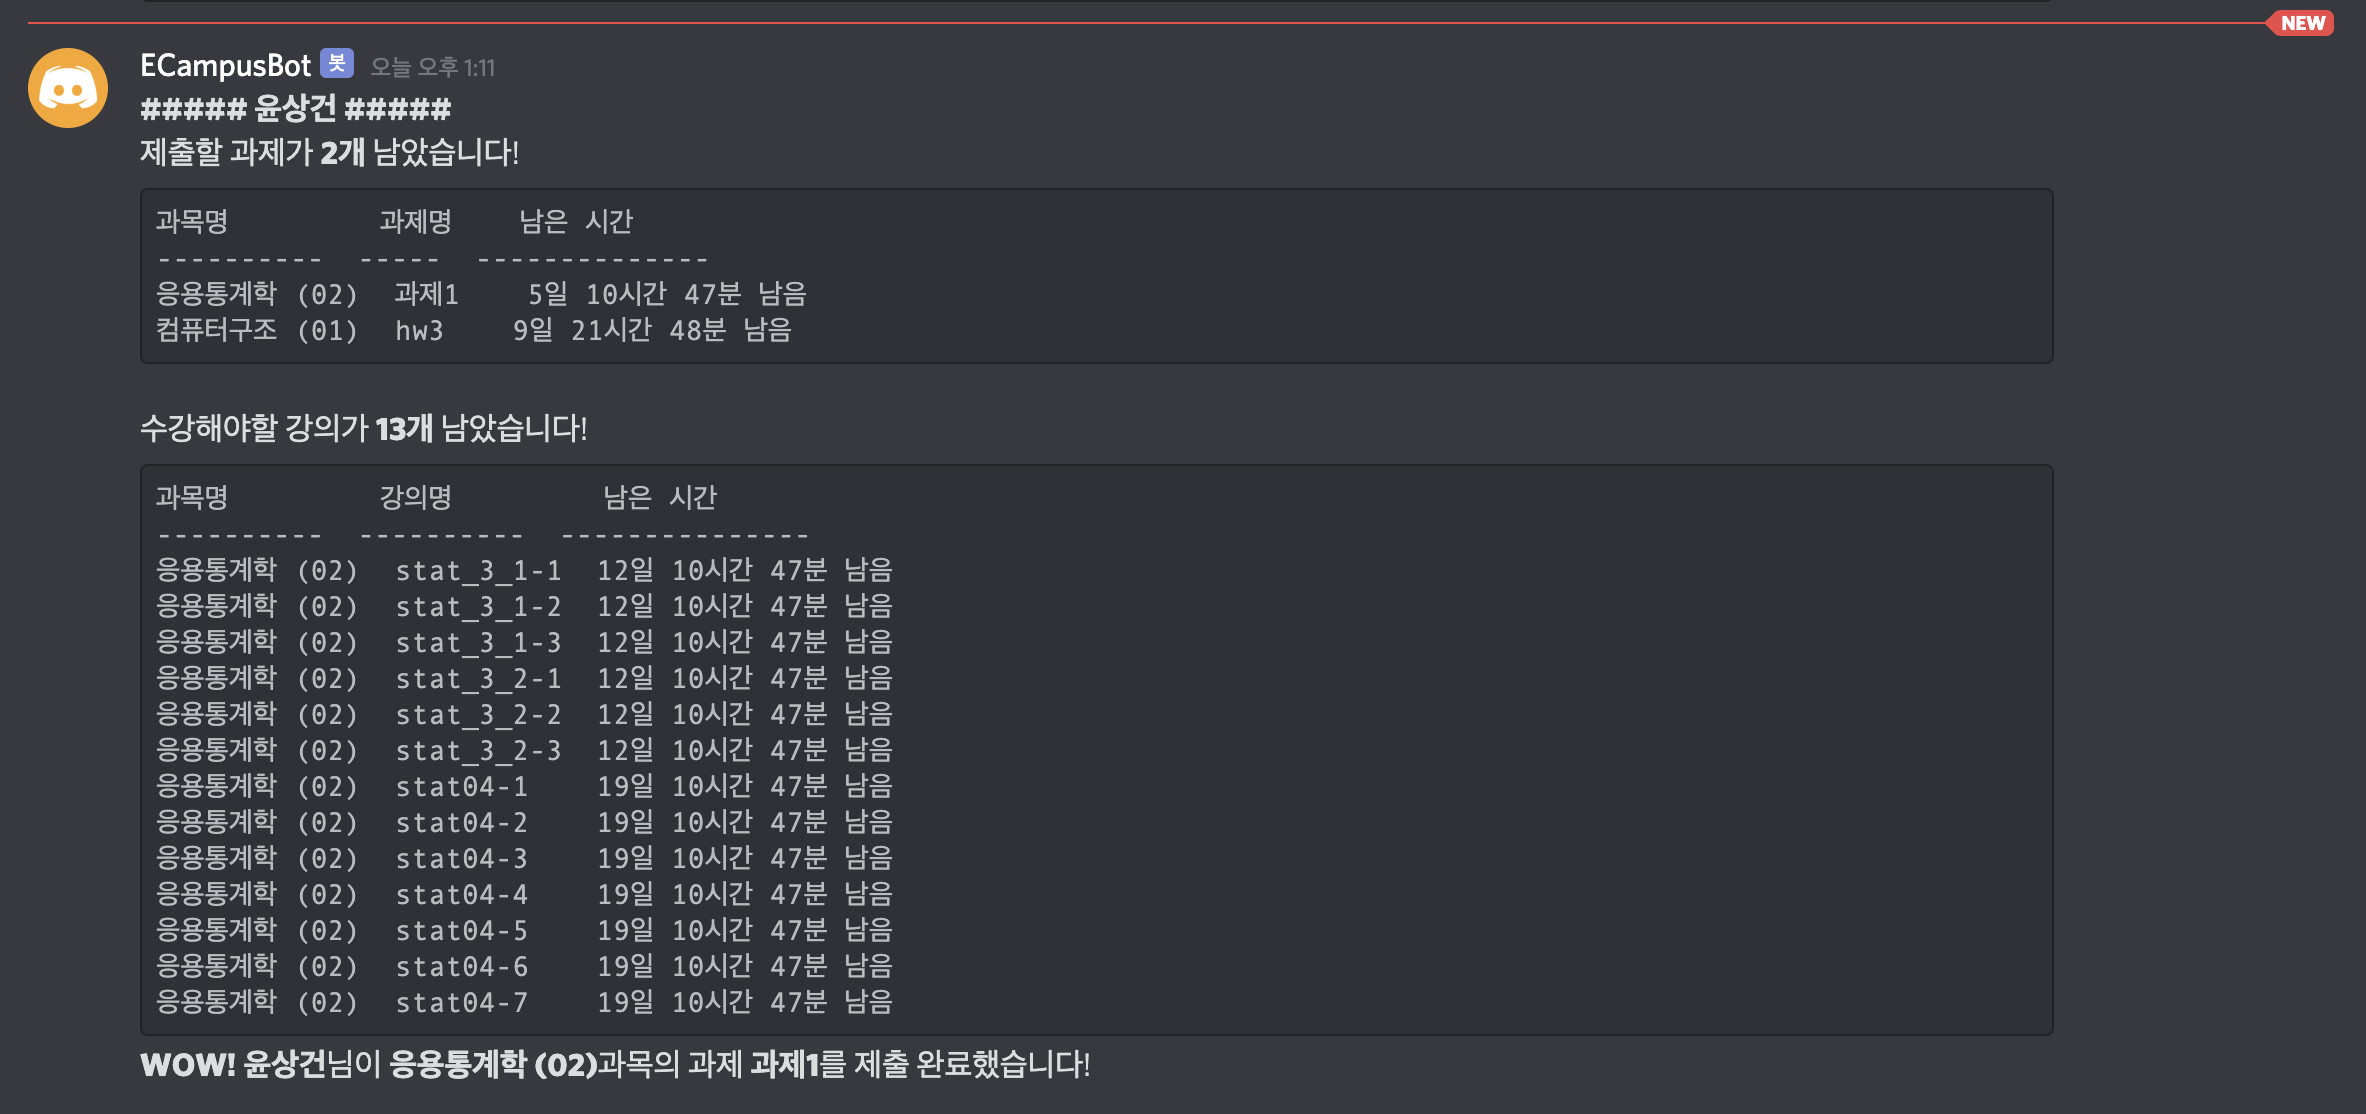 NEW
ECampusBot 봇 오늘 오후 1:11
##### 윤상건 #####
제출할 과제가 2개 남았습니다!
과목명 과제명 남은 시간
---------- ----- --------------
응용통계학 (02) 과제1 5일 10시간 47분 남음
컴퓨터구조 (01) hw3 9일 21시간 48분 남음
수강해야할 강의가 13개 남았습니다!
과목명 강의명 남은 시간
---------- ---------- ---------------
응용통계학 (02) stat_3_1-1 12일 10시간 47분 남음
응용통계학 (02) stat_3_1-2 12일 10시간 47분 남음
응용통계학 (02) stat_3_1-3 12일 10시간 47분 남음
응용통계학 (02) stat_3_2-1 12일 10시간 47분 남음
응용통계학 (02) stat_3_2-2 12일 10시간 47분 남음
응용통계학 (02) stat_3_2-3 12일 10시간 47분 남음
응용통계학 (02) stat04-1 19일 10시간 47분 남음
응용통계학 (02) stat04-2 19일 10시간 47분 남음
응용통계학 (02) stat04-3 19일 10시간 47분 남음
응용통계학 (02) stat04-4 19일 10시간 47분 남음
응용통계학 (02) stat04-5 19일 10시간 47분 남음
응용통계학 (02) stat04-6 19일 10시간 47분 남음
응용통계학 (02) stat04-7 19일 10시간 47분 남음
WOW! 윤상건님이 응용통계학 (02)과목의 과제 과제1를 제출 완료했습니다!